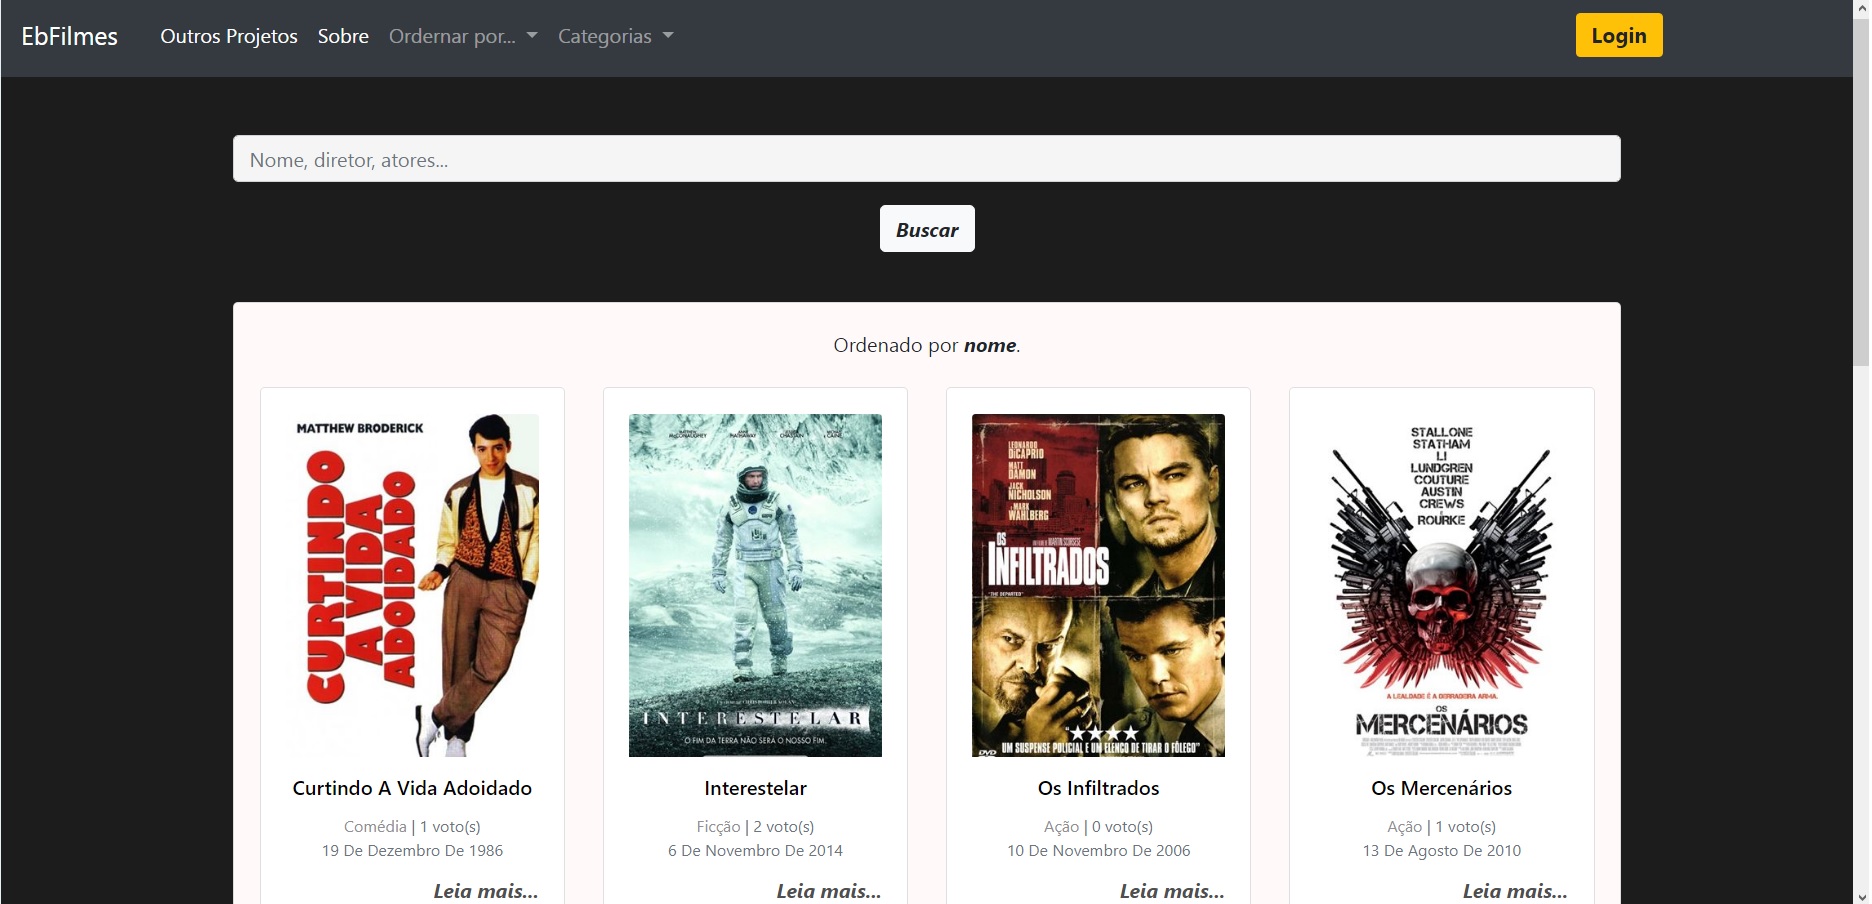 EbFilmes Outros Projetos Sobre Ordernar por... Categorias Login
Nome, diretor, atores...
Buscar
Ordenado por nome.
MATTHEW BRODERICK
CURTINDO
A VIDA
ADOIDADO
Curtindo A Vida Adoidado
Comédia | 1 voto(s)
19 De Dezembro De 1986
Leia mais...
INTERESTELAR
O FIM DA TERRA NÃO SERÁ O NOSSO FIM.
Interestelar
Ficção | 2 voto(s)
6 De Novembro De 2014
Leia mais...
LEONARDO
DiCAPRIO
MATT
DAMON
JACK
NICHOLSON
E MARK
WAHLBERG
OS
INFILTRADOS
"THE DEPARTED"
"UM SUSPENSE POLICIAL E UM ELENCO DE TIRAR O FÔLEGO"
DVD
Os Infiltrados
Ação | 0 voto(s)
10 De Novembro De 2006
Leia mais...
STALLONE
STATHAM
LI
LUNDGREN
COUTURE
AUSTIN
CREWS
E
ROURKE
A LEALDADE É A DERRADEIRA ARMA.
OS
MERCENÁRIOS
Os Mercenários
Ação | 1 voto(s)
13 De Agosto De 2010
Leia mais...